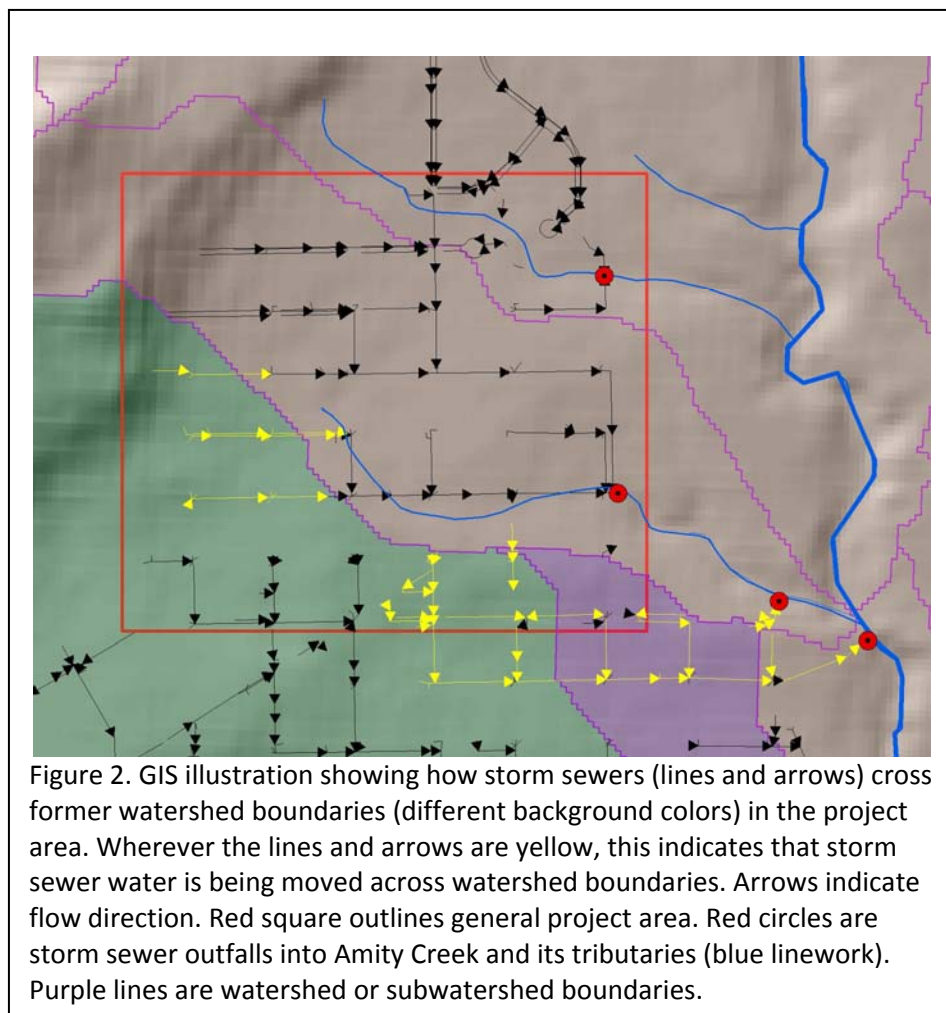 Figure 2. GIS illustration showing how storm sewers (lines and arrows) cross
former watershed boundaries (different background colors) in the project
area. Wherever the lines and arrows are yellow, this indicates that storm
sewer water is being moved across watershed boundaries. Arrows indicate
flow direction. Red square outlines general project area. Red circles are
storm sewer outfalls into Amity Creek and its tributaries (blue linework).
Purple lines are watershed or subwatershed boundaries.